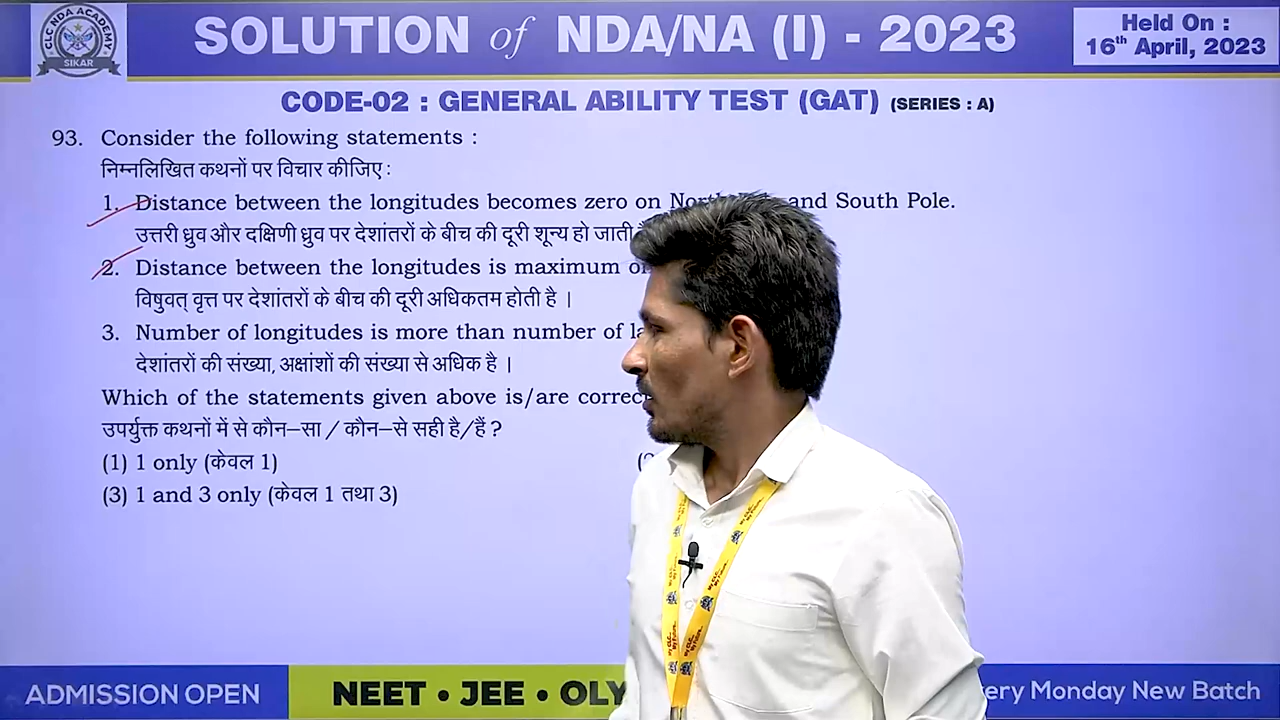 CLC NDA ACADEMY
SIKAR
SOLUTION of NDA/NA (I) - 2023
Held On :
16th April, 2023
CODE-02 : GENERAL ABILITY TEST (GAT) (SERIES : A)
93. Consider the following statements :
निम्नलिखित कथनों पर विचार कीजिए :
1. Distance between the longitudes becomes zero on and South Pole.
उत्तरी ध्रुव और दक्षिणी ध्रुव पर देशांतरों के बीच की दूरी शून्य हो जाती
2. Distance between the longitudes is maximum
विषुवत् वृत्त पर देशांतरों के बीच की दूरी अधिकतम होती है ।
3. Number of longitudes is more than number of
देशांतरों की संख्या, अक्षांशों की संख्या से अधिक है ।
Which of the statements given above is/are
उपर्युक्त कथनों में से कौन–सा / कौन–से सही है/हैं ?
(1) 1 only (केवल 1)
(3) 1 and 3 only (केवल 1 तथा 3)
ADMISSION OPEN
NEET • JEE • OLY
Monday New Batch